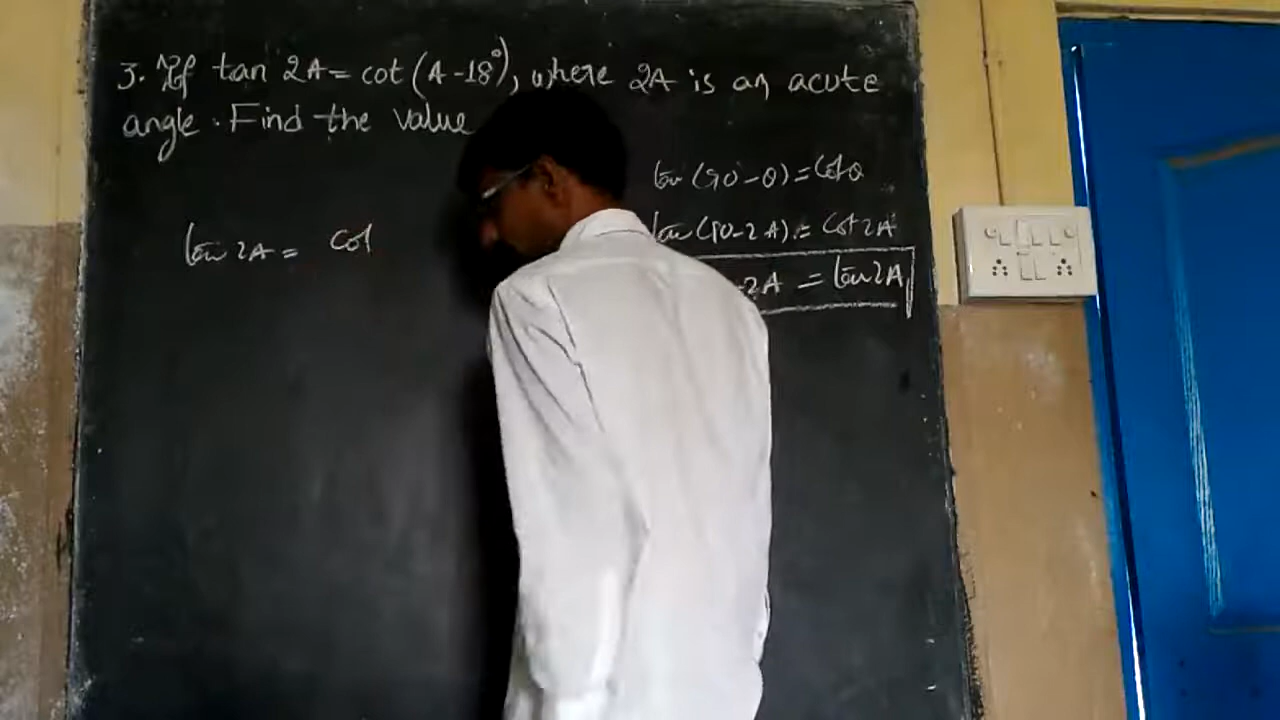 3. If tan 2A = cot (A - 18°), where 2A is an acute
angle. Find the value
tan (90 - θ) = cot θ
tan (90 - 2A) = cot 2A
tan 2A = cot
- 2A = tan 2A